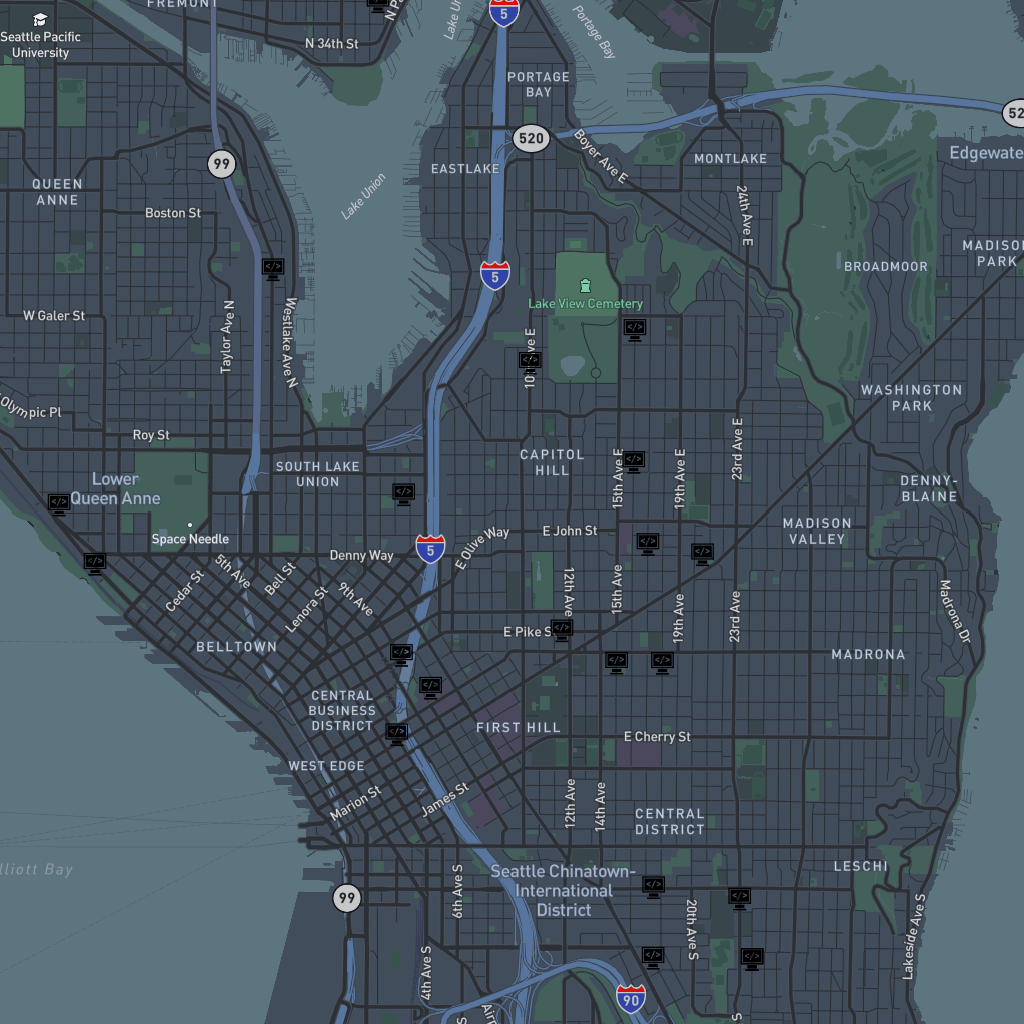 FREMONT
Seattle Pacific
University
N 34th St
5
PORTAGE
BAY
Portage Bay
520
520
99
EASTLAKE
Boyer Ave E
MONTLAKE
Edgewate
QUEEN
ANNE
Boston St
Lake Union
24th Ave E
MADISON
PARK
BROADMOOR
5
Lake View Cemetery
W Galer St
Taylor Ave N
Westlake Ave N
WASHINGTON
PARK
Olympic Pl
Roy St
SOUTH LAKE
UNION
CAPITOL
HILL
15th Ave E
19th Ave E
23rd Ave E
Lower
Queen Anne
DENNY-
BLAINE
MADISON
VALLEY
Space Needle
Denny Way
5
E Olive Way
E John St
5th Ave
Cedar St
Bell St
Lenora St
9th Ave
12th Ave
15th Ave
19th Ave
23rd Ave
Madrona Dr
BELLTOWN
E Pike S
MADRONA
CENTRAL
BUSINESS
DISTRICT
FIRST HILL
E Cherry St
WEST EDGE
Marion St
James St
12th Ave
14th Ave
CENTRAL
DISTRICT
lliott Bay
LESCHI
99
6th Ave S
Seattle Chinatown-
International
District
20th Ave S
Lakeside Ave S
4th Ave S
90
S
S